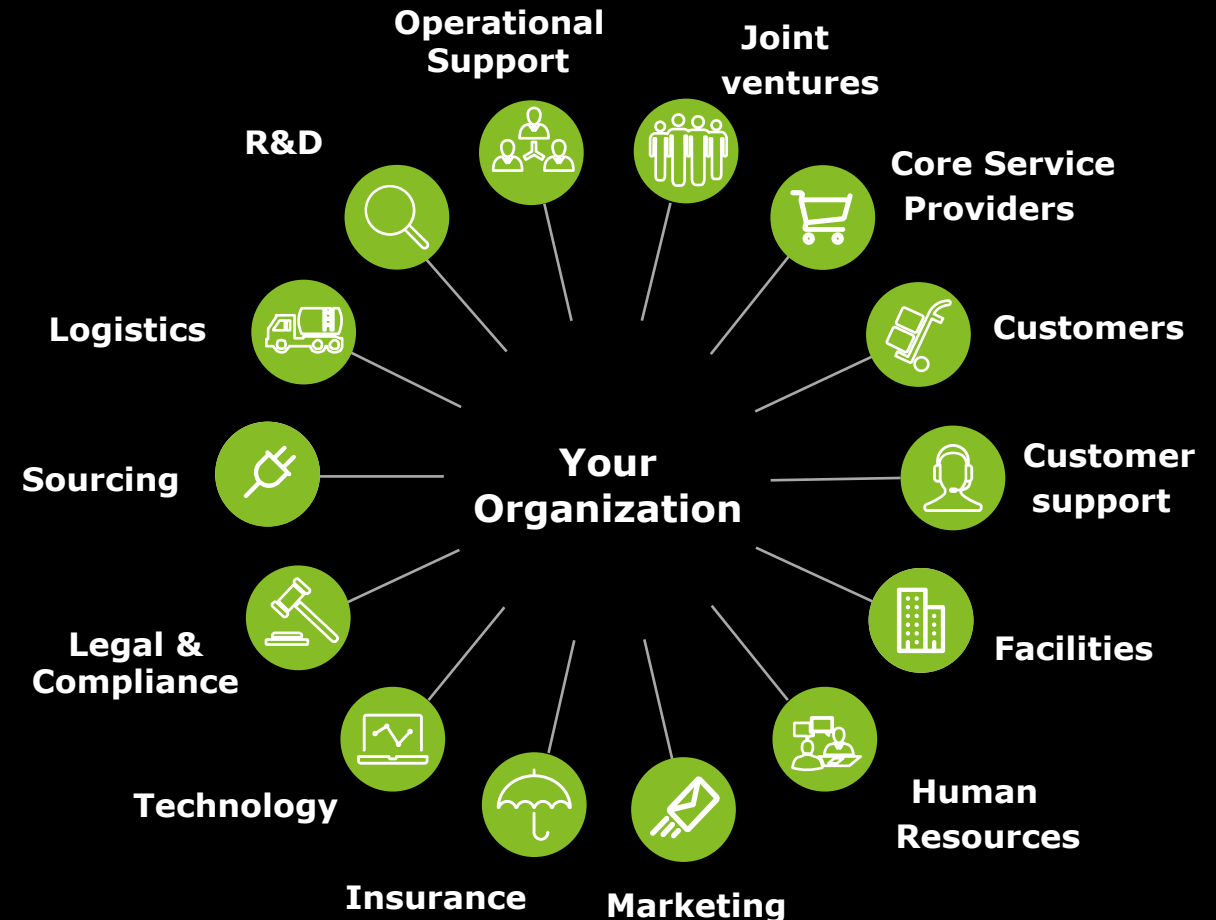 Operational
Support
Joint
ventures
R&D
Core Service
Providers
Logistics
Customers
Sourcing
Your
Organization
Customer
support
Legal &
Compliance
Facilities
Technology
Human
Resources
Insurance
Marketing